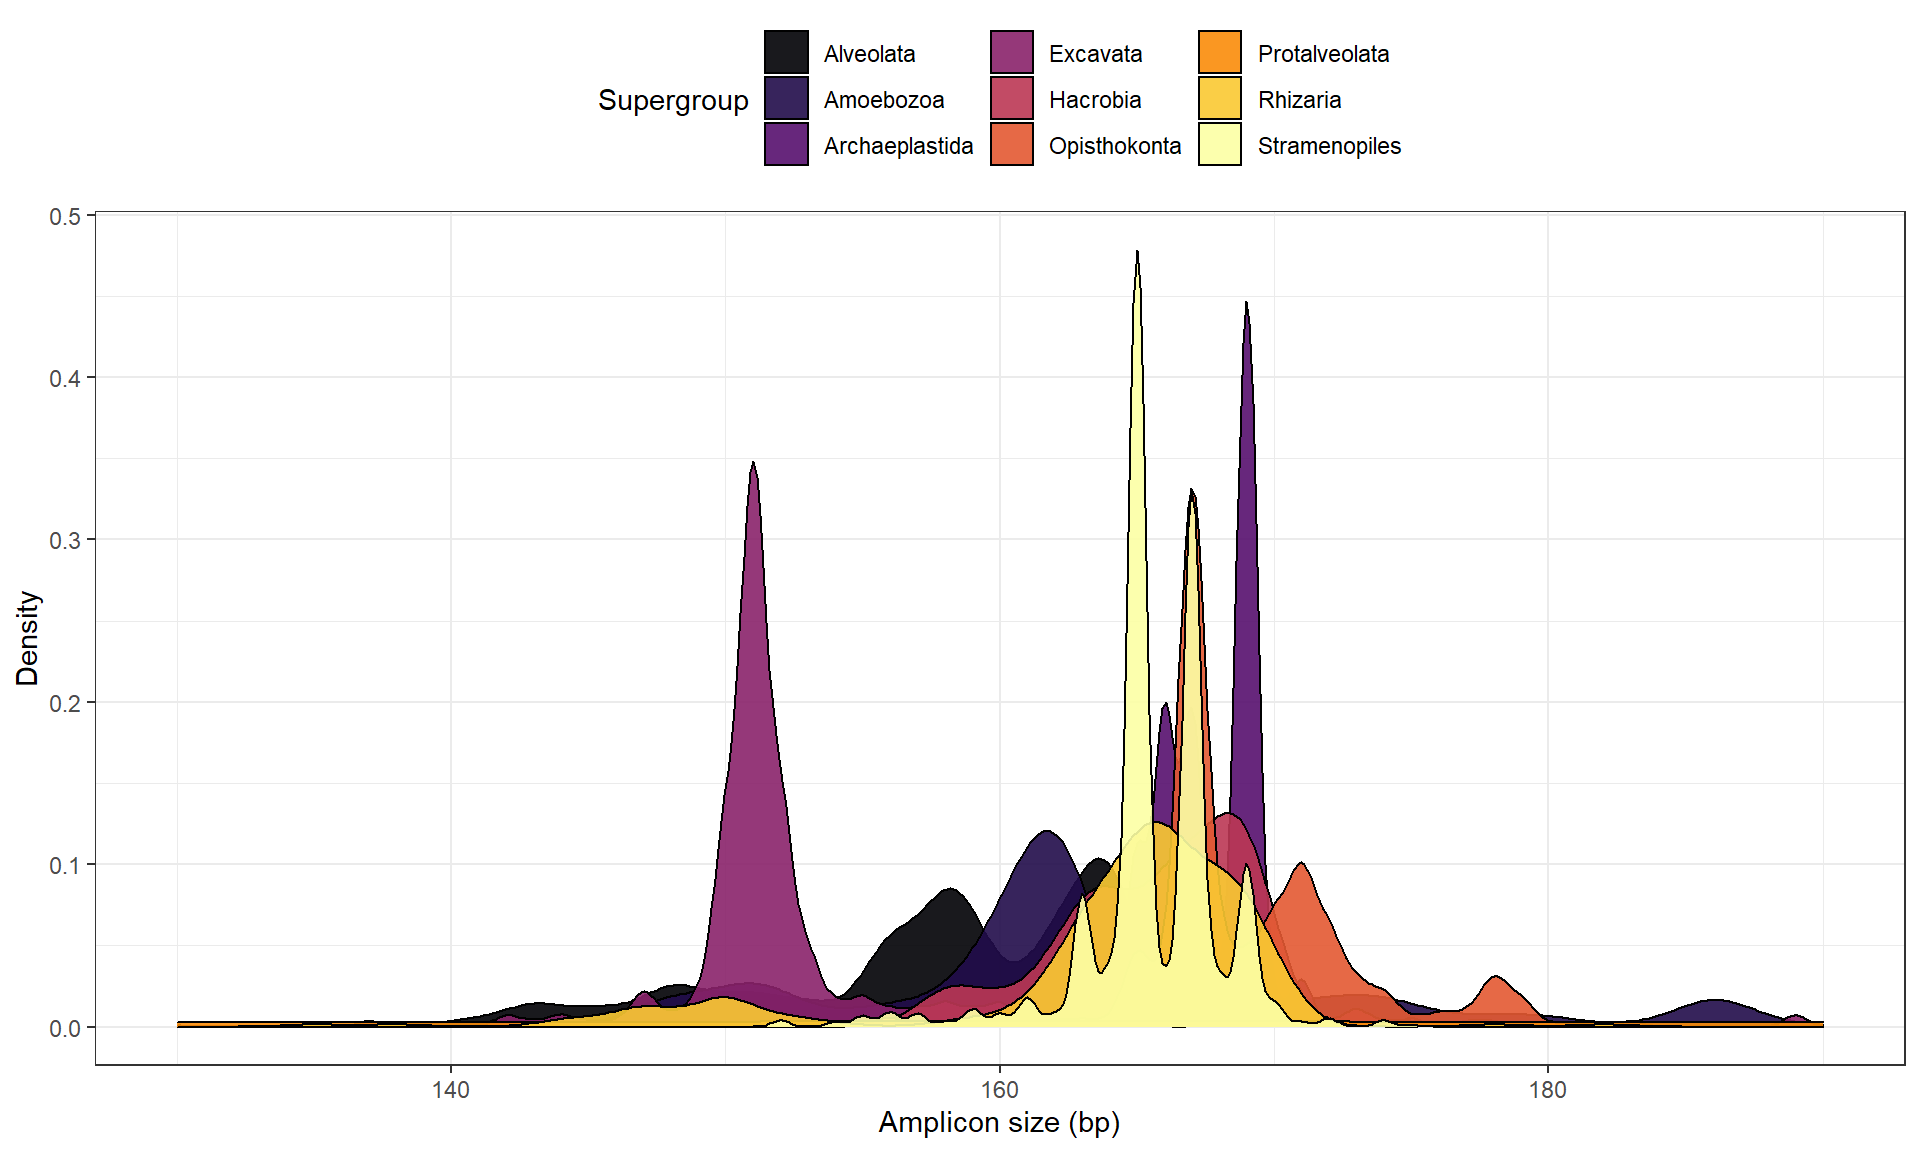 Supergroup
Alveolata
Amoebozoa
Archaeplastida
Excavata
Hacrobia
Opisthokonta
Protalveolata
Rhizaria
Stramenopiles
Density
0.5
0.4
0.3
0.2
0.1
0.0
140 160 180
Amplicon size (bp)